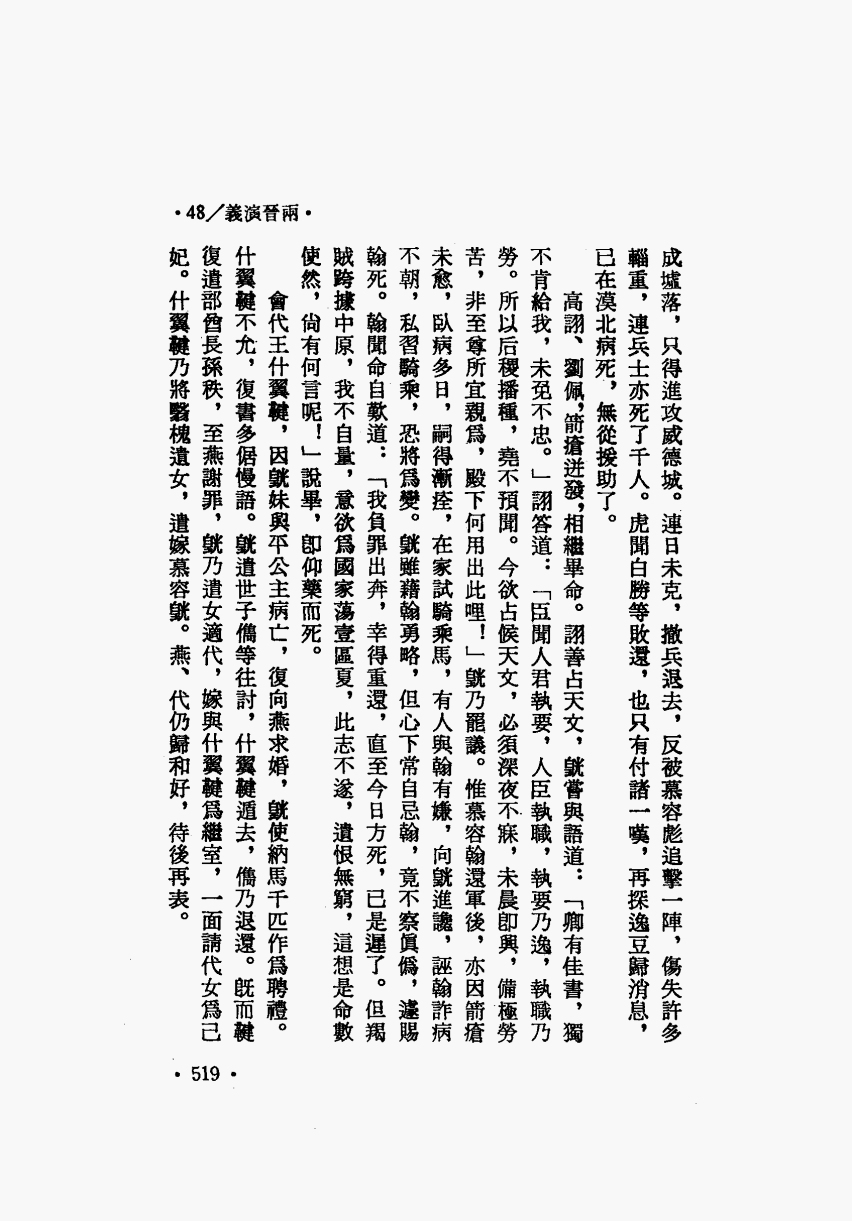 ·48／義演晉兩·
成墟落，只得進攻威德城。連日未克，撤兵退去，反被慕容彪追擊一陣，傷失許多
輜重，連兵士亦死了千人。虎聞白勝等敗還，也只有付諸一嘆，再探逸豆歸消息，
已在漠北病死，無從援助了。
高詡、劉佩，箭瘡迸發，相繼畢命。詡善占天文，皝嘗與語道：「卿有佳書，獨
不肯給我，未免不忠。」詡答道：「臣聞人君執要，人臣執職，執要乃逸，執職乃
勞。所以后稷播種，堯不預聞。今欲占候天文，必須深夜不寐，未晨卽興，備極勞
苦，非至尊所宜親爲，殿下何用出此哩！」皝乃罷議。惟慕容翰還軍後，亦因箭瘡
未愈，臥病多日，嗣得漸痊，在家試騎乘馬，有人與翰有嫌，向皝進讒，誣翰詐病
不朝，私習騎乘，恐將爲變。皝雖藉翰勇略，但心下常自忌翰，竟不察眞僞，遽賜
翰死。翰聞命自歎道：「我負罪出奔，幸得重還，直至今日方死，已是遲了。但羯
賊跨據中原，我不自量，意欲爲國家蕩壹區夏，此志不遂，遺恨無窮，這想是命數
使然，尙有何言呢！」說畢，卽仰藥而死。
會代王什翼犍，因皝妹興平公主病亡，復向燕求婚，皝使納馬千匹作爲聘禮。
什翼犍不允，復書多倨慢語。皝遣世子儁等往討，什翼犍遁去，儁乃退還。旣而犍
復遣部酋長孫秩，至燕謝罪，皝乃遣女適代，嫁與什翼犍爲繼室，一面請代女爲己
妃。什翼犍乃將翳槐遺女，遣嫁慕容皝。燕、代仍歸和好，待後再表。
·519·